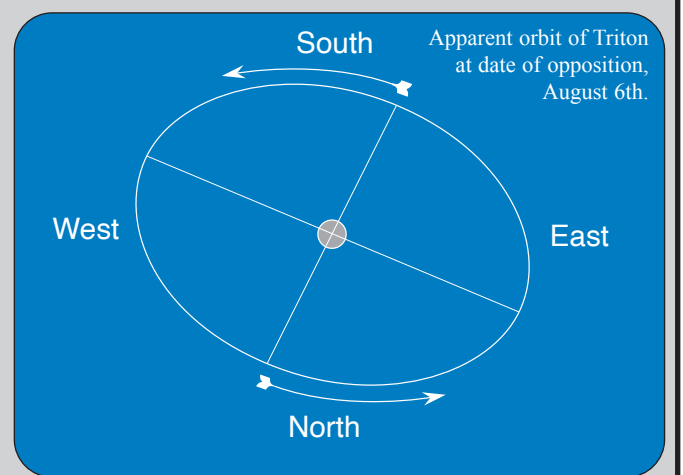 South
Apparent orbit of Triton
at date of opposition,
August 6th.
West
East
North